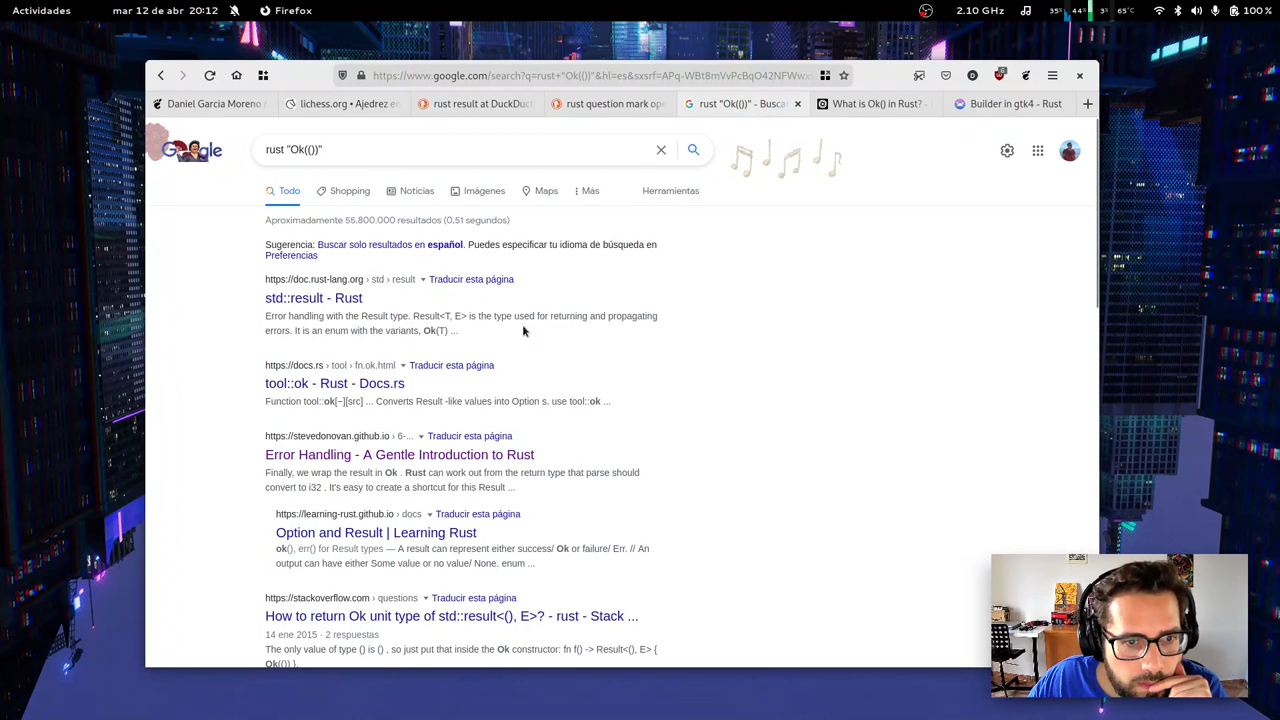 Actividades
mar 12 de abr 20:12
Firefox
2.10 GHz
35%
44%
3%
65°C
100 %
https://www.google.com/search?q=rust+"Ok(())"&hl=es&sxsrf=APq-WBt8mVvPcBqO42NFWwx
Daniel Garcia Moreno
lichess.org • Ajedrez e
rust result at DuckDuc
rust question mark ope
rust "Ok(())" - Busca
What is Ok() in Rust? -
Builder in gtk4 - Rust
rust "Ok(())"
Todo
Shopping
Noticias
Imágenes
Maps
Más
Herramientas
Aproximadamente 55.800.000 resultados (0,51 segundos)
Sugerencia: Buscar solo resultados en español. Puedes especificar tu idioma de búsqueda en
Preferencias
https://doc.rust-lang.org › std › result Traducir esta página
std::result - Rust
Error handling with the Result type. Result<T, E> is the type used for returning and propagating
errors. It is an enum with the variants, Ok(T) ...
https://docs.rs › tool › fn.ok.html Traducir esta página
tool::ok - Rust - Docs.rs
Function tool::ok[−][src] ... Converts Result -like values into Option s. use tool::ok ...
https://stevedonovan.github.io › 6-... Traducir esta página
Error Handling - A Gentle Introduction to Rust
Finally, we wrap the result in Ok . Rust can work out from the return type that parse should
convert to i32 . It's easy to create a shortcut for this Result ...
https://learning-rust.github.io › docs Traducir esta página
Option and Result | Learning Rust
ok(), err() for Result types — A result can represent either success/ Ok or failure/ Err. // An
output can have either Some value or no value/ None. enum ...
https://stackoverflow.com › questions Traducir esta página
How to return Ok unit type of std::result<(), E>? - rust - Stack ...
14 ene 2015 · 2 respuestas
The only value of type () is () , so just put that inside the Ok constructor: fn f() -> Result<(), E> {
Ok(()) }.